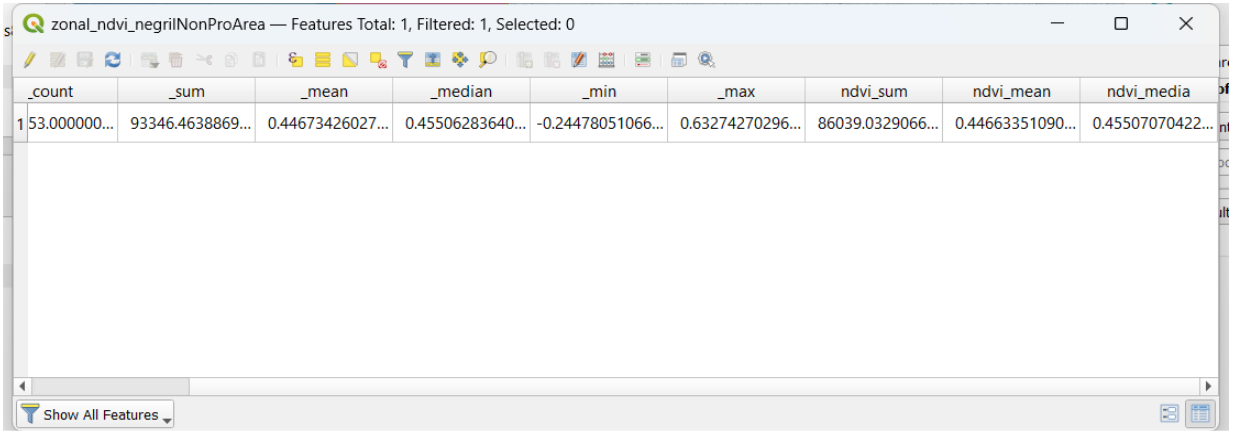 zonal_ndvi_negrilNonProArea — Features Total: 1, Filtered: 1, Selected: 0
_count _sum _mean _median _min _max ndvi_sum ndvi_mean ndvi_media
1 53.000000... 93346.4638869... 0.44673426027... 0.45506283640... -0.24478051066... 0.63274270296... 86039.0329066... 0.44663351090... 0.45507070422...
Show All Features